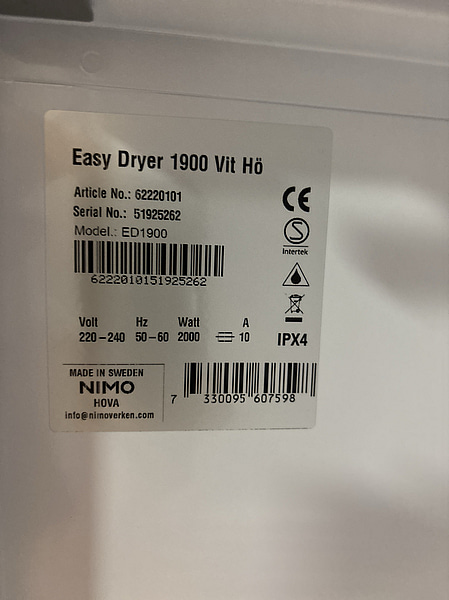 Easy Dryer 1900 Vit Hö
Article No.: 62220101
Serial No.: 51925262
Model.: ED1900
6222010151925262
CE
S
Intertek
Volt Hz Watt A
220-240 50-60 2000 10
IPX4
MADE IN SWEDEN
NIMO
HOVA
info@nimoverken.com
7 330095 607598